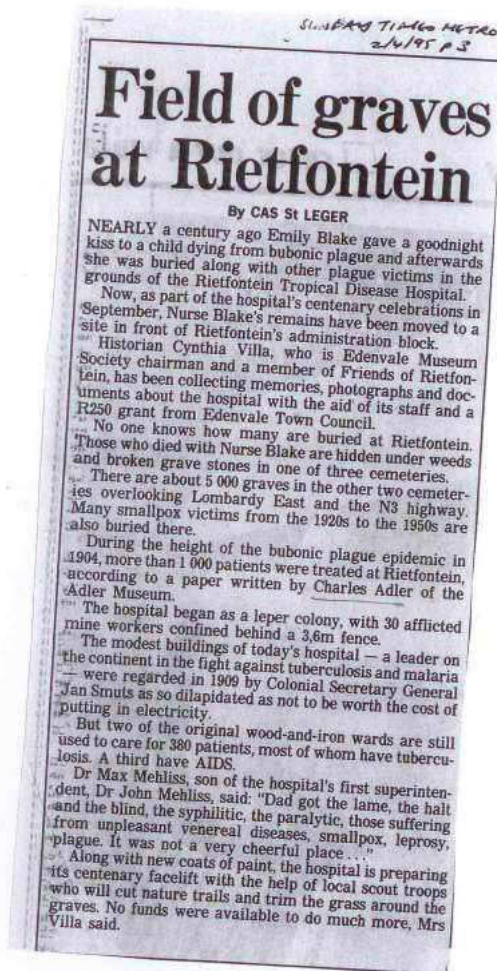 SUNDAY TIMES METRO
2/4/95 P 3
Field of graves
at Rietfontein
By CAS St LEGER
NEARLY a century ago Emily Blake gave a goodnight
kiss to a child dying from bubonic plague and afterwards
she was buried along with other plague victims in the
grounds of the Rietfontein Tropical Disease Hospital.
Now, as part of the hospital's centenary celebrations in
September, Nurse Blake's remains have been moved to a
site in front of Rietfontein's administration block.
Historian Cynthia Villa, who is Edenvale Museum
Society chairman and a member of Friends of Rietfon-
tein, has been collecting memories, photographs and doc-
uments about the hospital with the aid of its staff and a
R250 grant from Edenvale Town Council.
No one knows how many are buried at Rietfontein.
Those who died with Nurse Blake are hidden under weeds
and broken grave stones in one of three cemeteries.
There are about 5 000 graves in the other two cemeter-
ies overlooking Lombardy East and the N3 highway.
Many smallpox victims from the 1920s to the 1950s are
also buried there.
During the height of the bubonic plague epidemic in
1904, more than 1 000 patients were treated at Rietfontein,
according to a paper written by Charles Adler of the
Adler Museum.
The hospital began as a leper colony, with 30 afflicted
mine workers confined behind a 3,6m fence.
The modest buildings of today's hospital — a leader on
the continent in the fight against tuberculosis and malaria
— were regarded in 1909 by Colonial Secretary General
Jan Smuts as so dilapidated as not to be worth the cost of
putting in electricity.
But two of the original wood-and-iron wards are still
used to care for 380 patients, most of whom have tubercu-
losis. A third have AIDS.
Dr Max Mehliss, son of the hospital's first superinten-
dent, Dr John Mehliss, said: "Dad got the lame, the halt
and the blind, the syphilitic, the paralytic, those suffering
from unpleasant venereal diseases, smallpox, leprosy,
plague. It was not a very cheerful place . . ."
Along with new coats of paint, the hospital is preparing
its centenary facelift with the help of local scout troops
who will cut nature trails and trim the grass around the
graves. No funds were available to do much more, Mrs
Villa said.